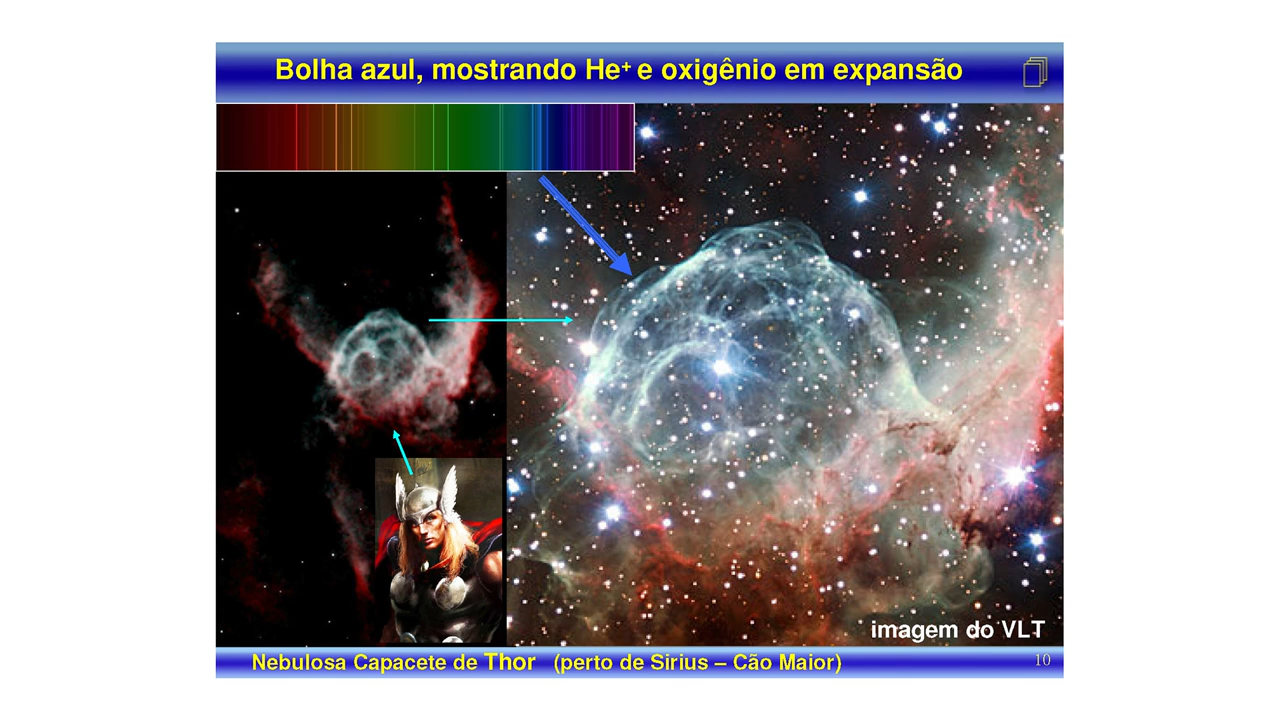 Bolha azul, mostrando He⁺ e oxigênio em expansão
imagem do VLT
Nebulosa Capacete de Thor (perto de Sirius – Cão Maior)
10